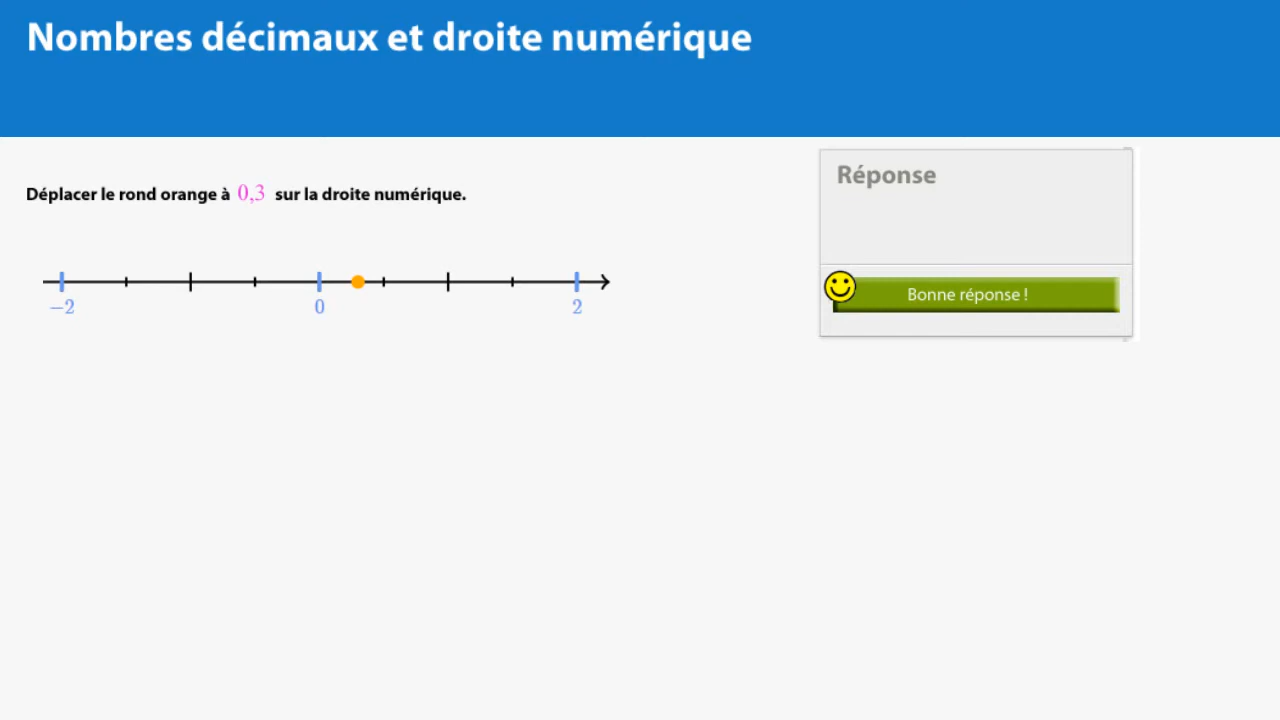 Nombres décimaux et droite numérique
Déplacer le rond orange à 0,3 sur la droite numérique.
Réponse
Bonne réponse !
−2 0 2